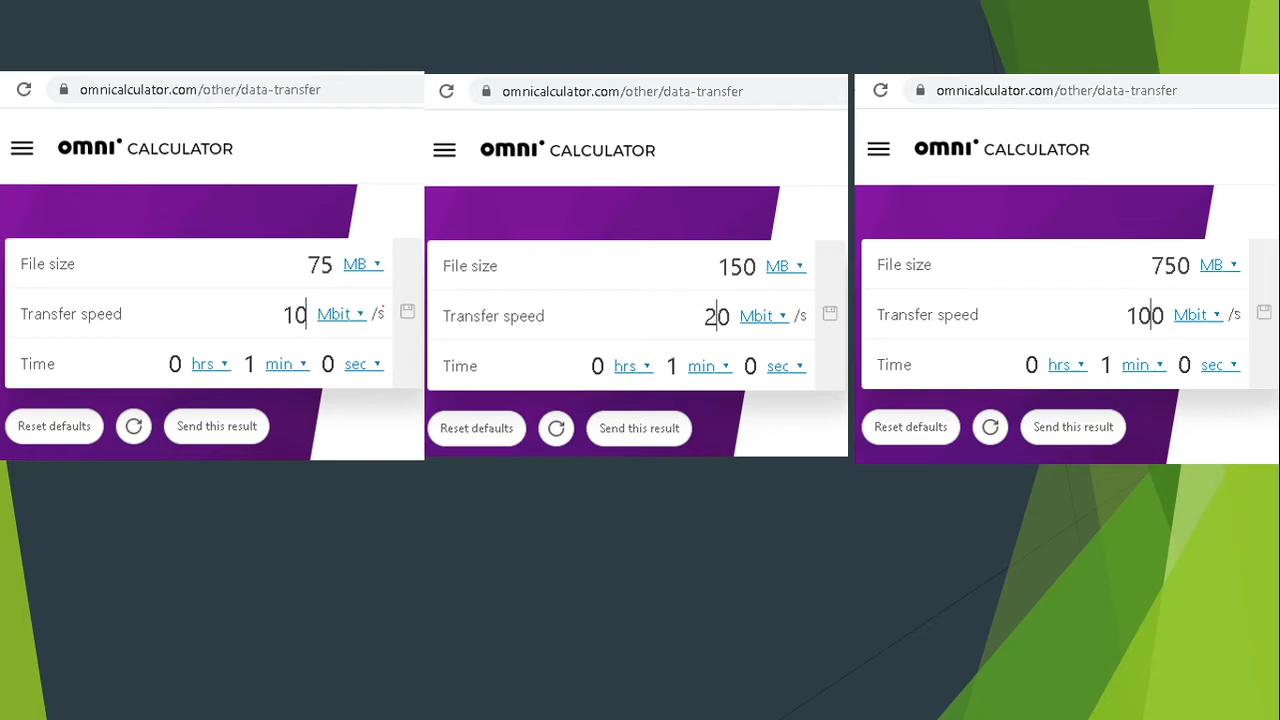 omnicalculator.com/other/data-transfer
omni CALCULATOR
File size 75 MB
Transfer speed 10 Mbit /s
Time 0 hrs 1 min 0 sec
Reset defaults Send this result
omnicalculator.com/other/data-transfer
omni CALCULATOR
File size 150 MB
Transfer speed 20 Mbit /s
Time 0 hrs 1 min 0 sec
Reset defaults Send this result
omnicalculator.com/other/data-transfer
omni CALCULATOR
File size 750 MB
Transfer speed 100 Mbit /s
Time 0 hrs 1 min 0 sec
Reset defaults Send this result